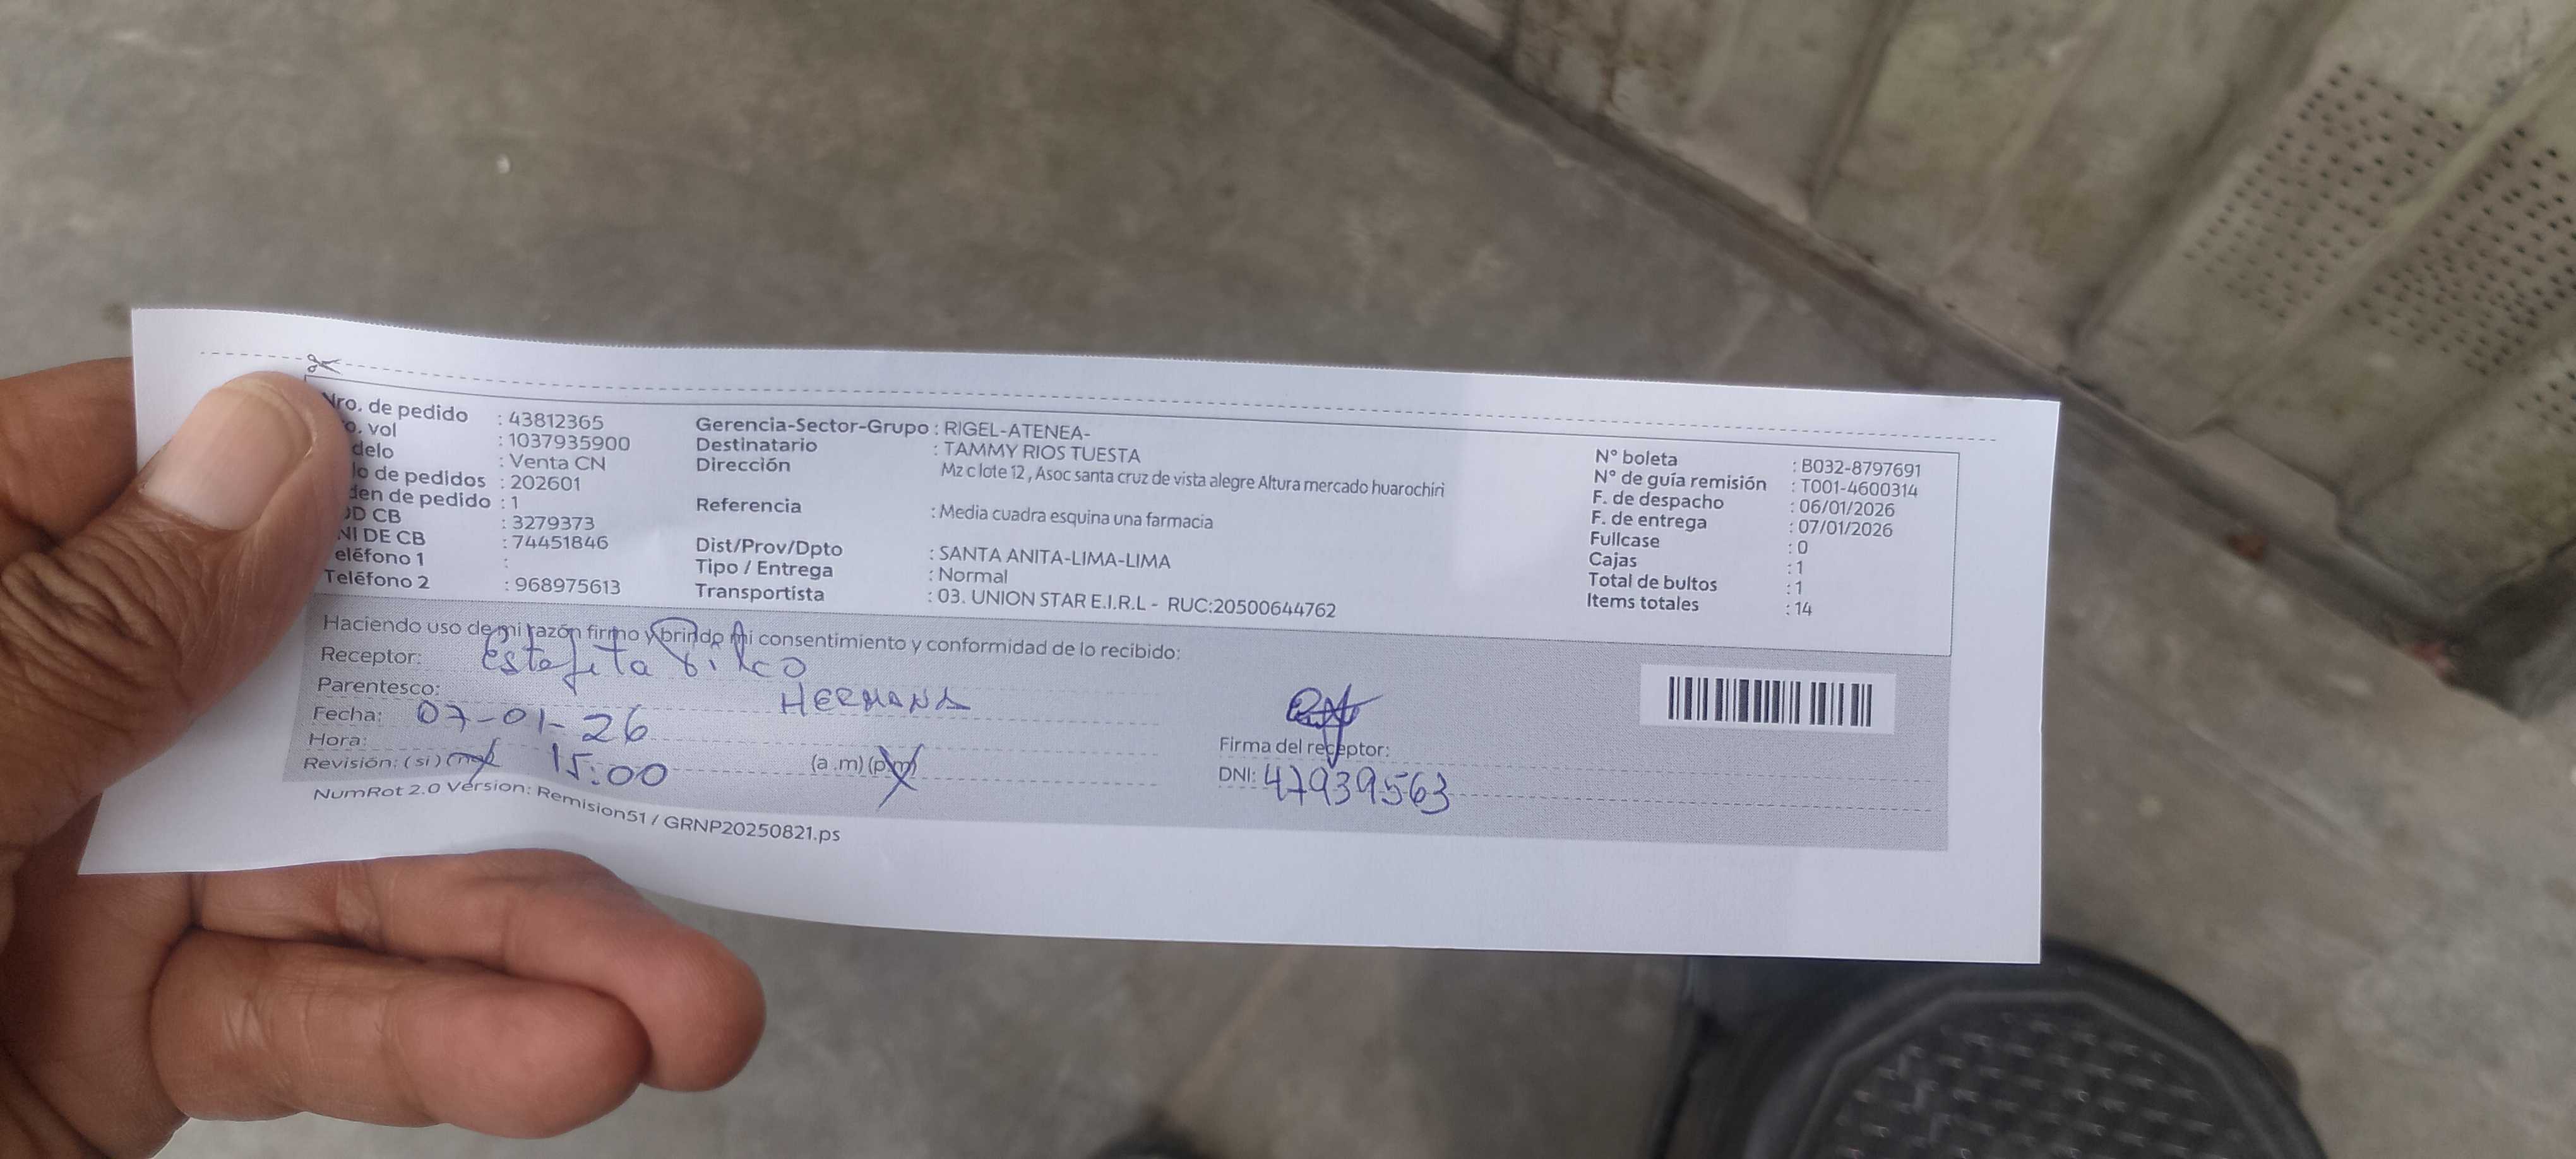 Nro. de pedido : 43812365
o. vol : 1037935900
delo : Venta CN
lo de pedidos : 202601
den de pedido : 1
OD CB : 3279373
NI DE CB : 74451846
eléfono 1 :
Teléfono 2 : 968975613
Gerencia-Sector-Grupo : RIGEL-ATENEA-
Destinatario : TAMMY RIOS TUESTA
Dirección Mz c lote 12 , Asoc santa cruz de vista alegre Altura mercado huarochiri
Referencia : Media cuadra esquina una farmacia
Dist/Prov/Dpto : SANTA ANITA-LIMA-LIMA
Tipo / Entrega : Normal
Transportista : 03. UNION STAR E.I.R.L - RUC:20500644762
N° boleta : B032-8797691
N° de guía remisión : T001-4600314
F. de despacho : 06/01/2026
F. de entrega : 07/01/2026
Fullcase : 0
Cajas : 1
Total de bultos : 1
Items totales : 14
Haciendo uso de mi razón firmo y brindo mi consentimiento y conformidad de lo recibido:
Receptor:
Parentesco: HERMANA
Fecha: 07-01-26
Hora: 15:00 (a .m) (p.m)
Revisión: ( si ) (no)
Firma del receptor:
DNI: 47939563
NumRot 2.0 Version: Remision51 / GRNP20250821.ps